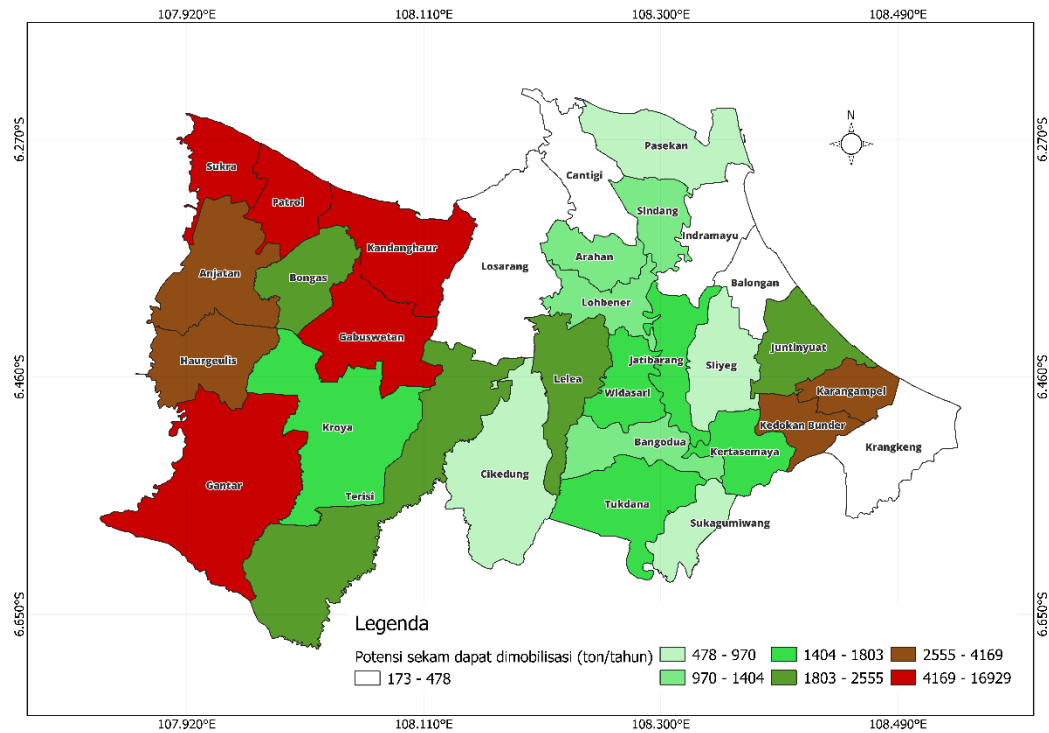 107.920°E 108.110°E 108.300°E 108.490°E
N
6.270°S 6.270°S
Pasekan
Sukra
Cantigi
Patrol
Sindang
Indramayu
Kandanghaur
Arahan
Losarang
Anjatan
Bongas
Balongan
Lohbener
Gabuswetan
Juntinyuat
Haurgeulis
Jatibarang
Sliyeg
6.460°S 6.460°S
Lelea
Widasari
Karangampel
Kroya
Kedokan Bunder
Bangodua
Krangkeng
Kertasemaya
Cikedung
Gantar
Terisi
Tukdana
Sukagumiwang
6.650°S 6.650°S
Legenda
Potensi sekam dapat dimobilisasi (ton/tahun)
478 - 970 1404 - 1803 2555 - 4169
173 - 478 970 - 1404 1803 - 2555 4169 - 16929
107.920°E 108.110°E 108.300°E 108.490°E